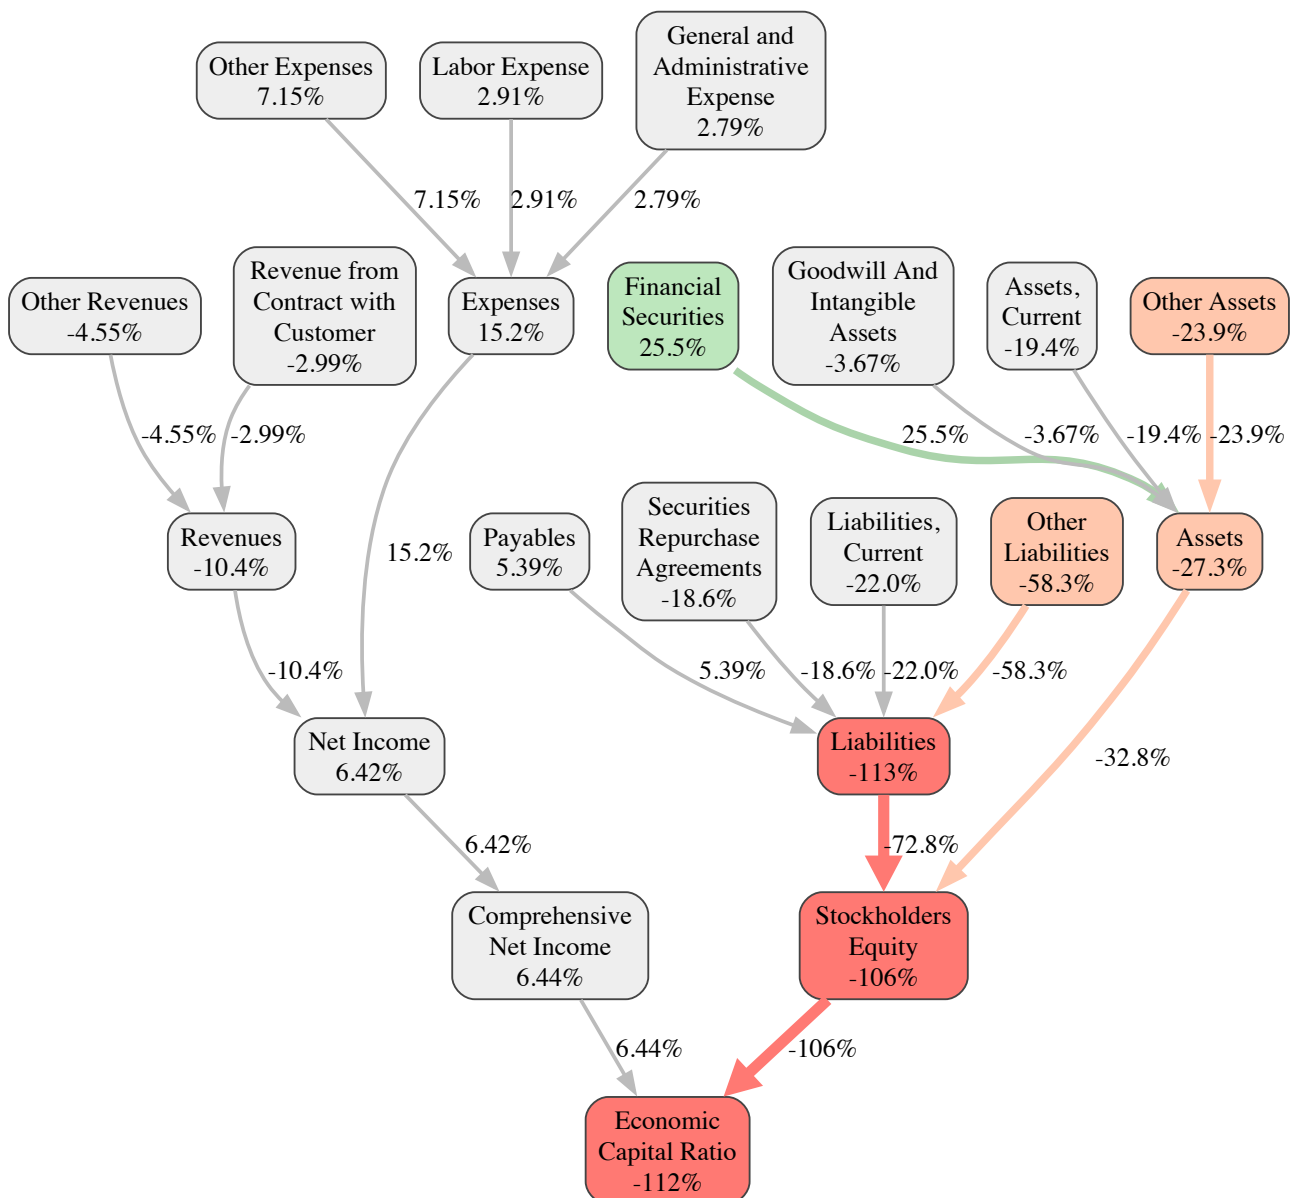 General and
Administrative
Expense
2.79%
Other Expenses
7.15%
Labor Expense
2.91%
7.15%
2.91%
2.79%
Other Revenues
-4.55%
Revenue from
Contract with
Customer
-2.99%
Expenses
15.2%
Financial
Securities
25.5%
Goodwill And
Intangible
Assets
-3.67%
Assets,
Current
-19.4%
Other Assets
-23.9%
-4.55%
-2.99%
25.5%
-3.67%
-19.4%
-23.9%
Revenues
-10.4%
15.2%
Payables
5.39%
Securities
Repurchase
Agreements
-18.6%
Liabilities,
Current
-22.0%
Other
Liabilities
-58.3%
Assets
-27.3%
-10.4%
5.39%
-18.6%
-22.0%
-58.3%
Net Income
6.42%
Liabilities
-113%
-32.8%
6.42%
-72.8%
Comprehensive
Net Income
6.44%
Stockholders
Equity
-106%
6.44%
-106%
Economic
Capital Ratio
-112%